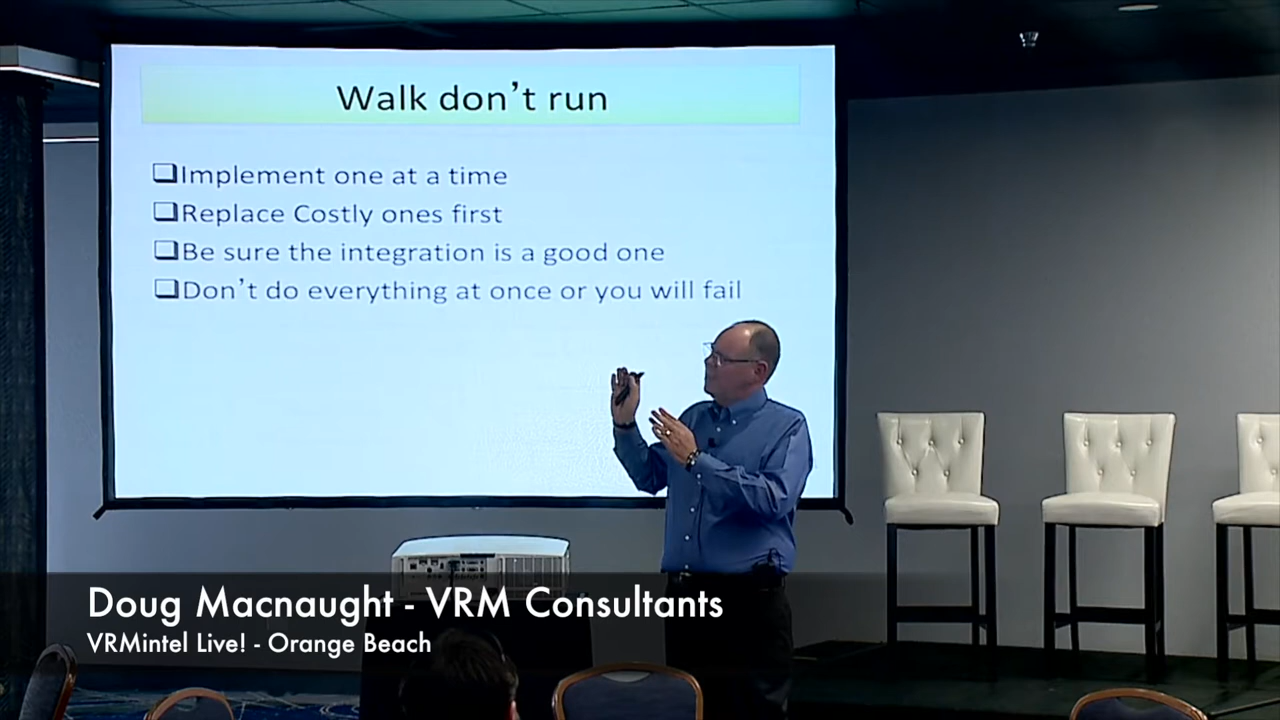 Walk don't run
❑Implement one at a time
❑Replace Costly ones first
❑Be sure the integration is a good one
❑Don't do everything at once or you will fail
Doug Macnaught - VRM Consultants
VRMintel Live! - Orange Beach